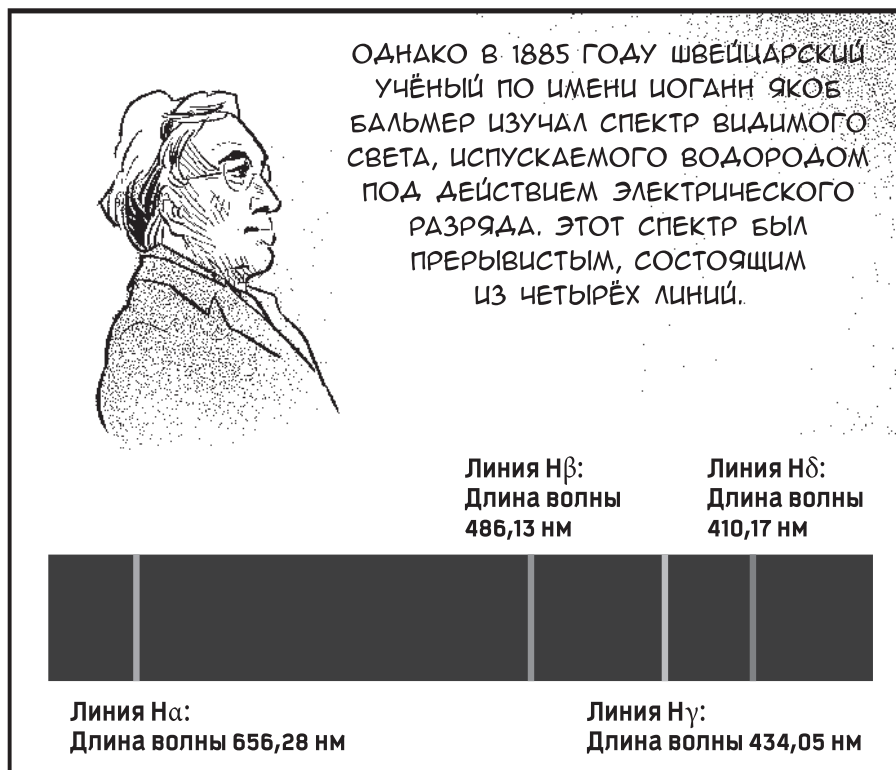 ОДНАКО В 1885 ГОДУ ШВЕЙЦАРСКИЙ
УЧЁНЫЙ ПО ИМЕНИ ИОГАНН ЯКОБ
БАЛЬМЕР ИЗУЧАЛ СПЕКТР ВИДИМОГО
СВЕТА, ИСПУСКАЕМОГО ВОДОРОДОМ
ПОД ДЕЙСТВИЕМ ЭЛЕКТРИЧЕСКОГО
РАЗРЯДА. ЭТОТ СПЕКТР БЫЛ
ПРЕРЫВИСТЫМ, СОСТОЯЩИМ
ИЗ ЧЕТЫРЁХ ЛИНИЙ.
Линия Hβ:
Длина волны
486,13 нм
Линия Hδ:
Длина волны
410,17 нм
Линия Hα:
Длина волны 656,28 нм
Линия Hγ:
Длина волны 434,05 нм